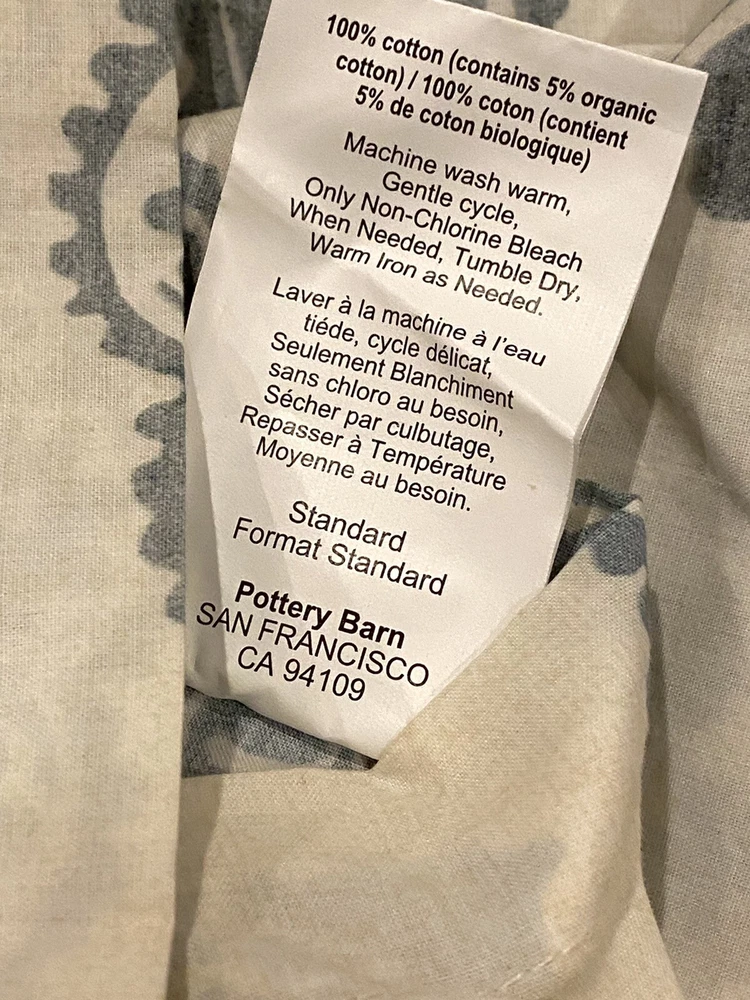 100% cotton (contains 5% organic
cotton) / 100% coton (contient
5% de coton biologique)
Machine wash warm,
Gentle cycle,
Only Non-Chlorine Bleach
When Needed, Tumble Dry,
Warm Iron as Needed.
Laver à la machine à l'eau
tiéde, cycle délicat,
Seulement Blanchiment
sans chloro au besoin,
Sécher par culbutage,
Repasser à Température
Moyenne au besoin.
Standard
Format Standard
Pottery Barn
SAN FRANCISCO
CA 94109